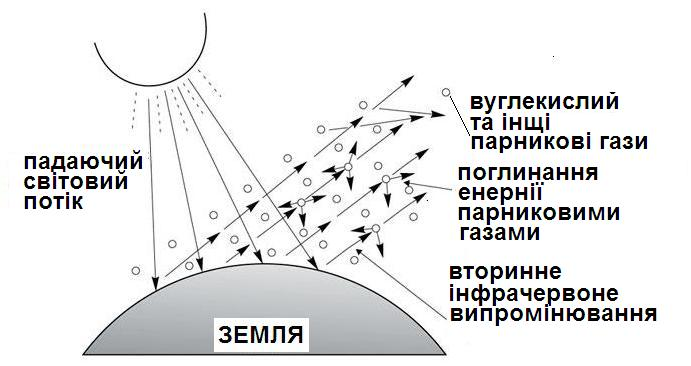 вуглекислий
та інщі
парникові гази
падаючий
світовий
потік
поглинання
енернії
парниковими
газами
вторинне
інфрачервоне
випромінювання
ЗЕМЛЯ